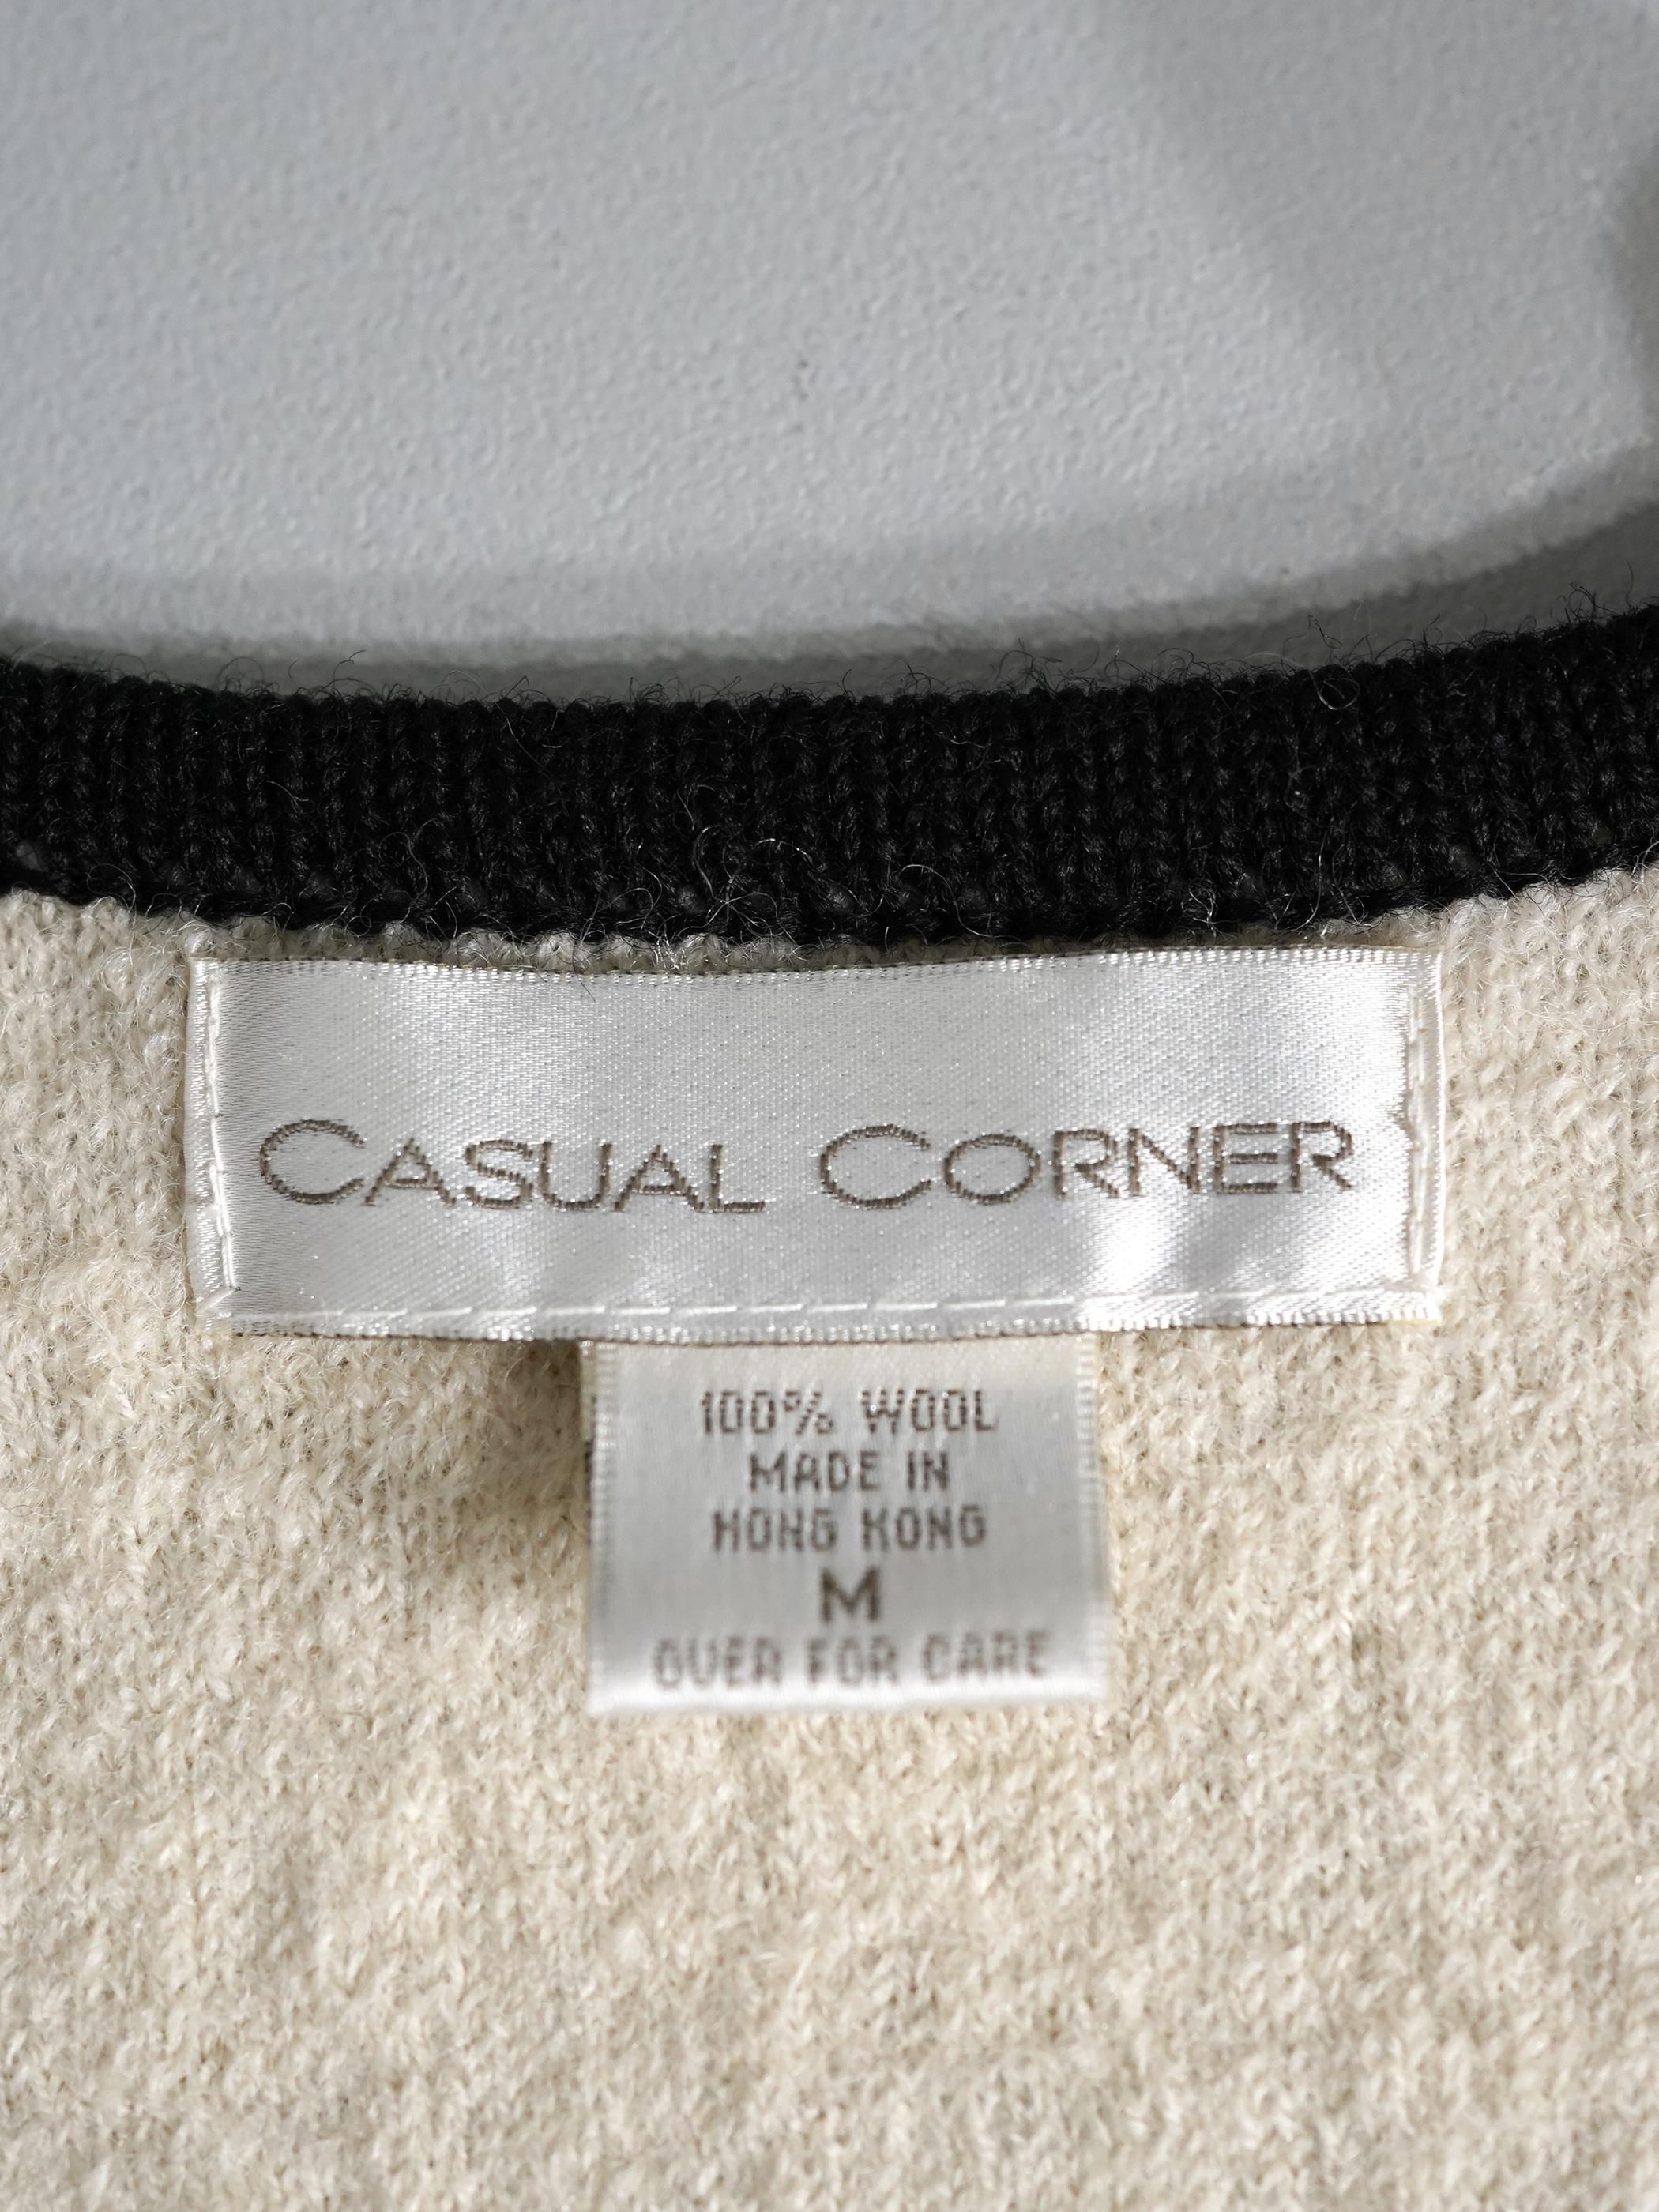 CASUAL CORNER
100% WOOL
MADE IN
HONG KONG
M
OVER FOR CARE